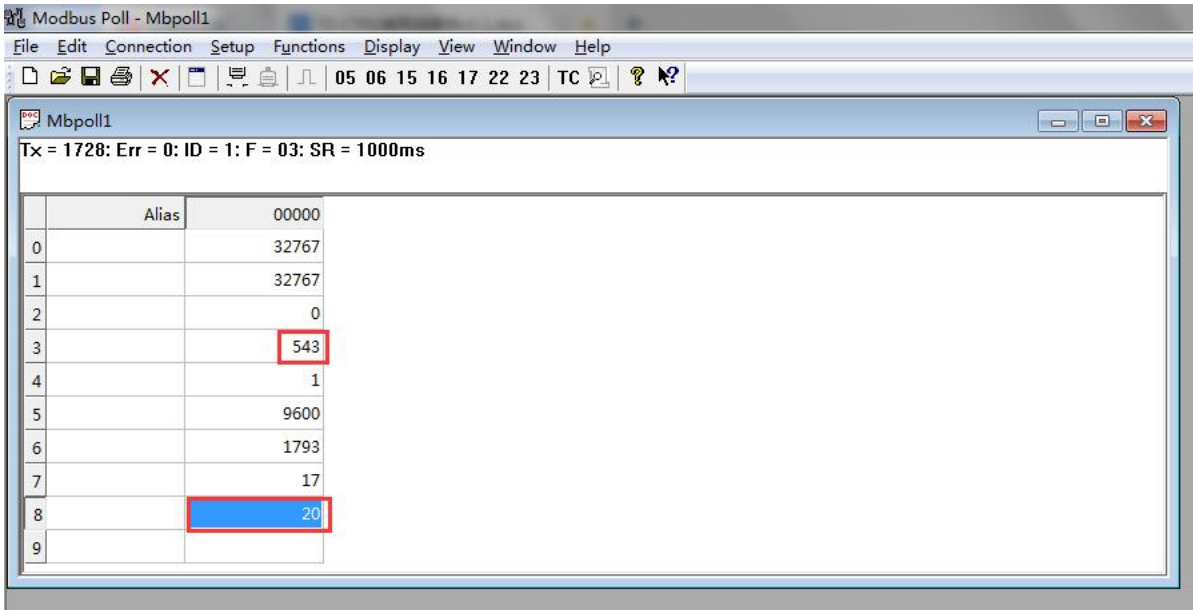 Modbus Poll - Mbpoll1
File Edit Connection Setup Functions Display View Window Help
05 06 15 16 17 22 23 TC
Mbpoll1
Tx = 1728: Err = 0: ID = 1: F = 03: SR = 1000ms
Alias 00000
0 32767
1 32767
2 0
3 543
4 1
5 9600
6 1793
7 17
8 20
9